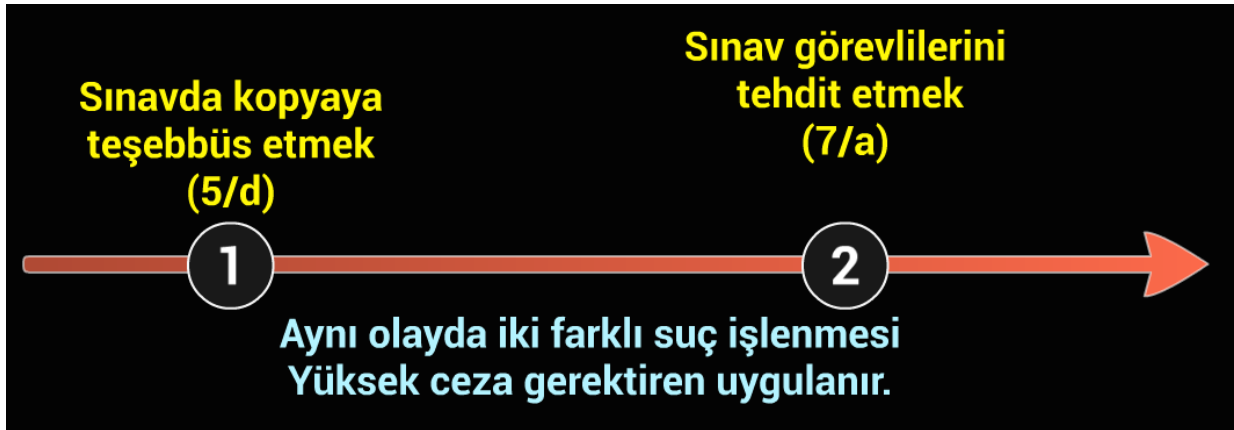 Sınavda kopyaya
teşebbüs etmek
(5/d)
Sınav görevlilerini
tehdit etmek
(7/a)
1
2
Aynı olayda iki farklı suç işlenmesi
Yüksek ceza gerektiren uygulanır.